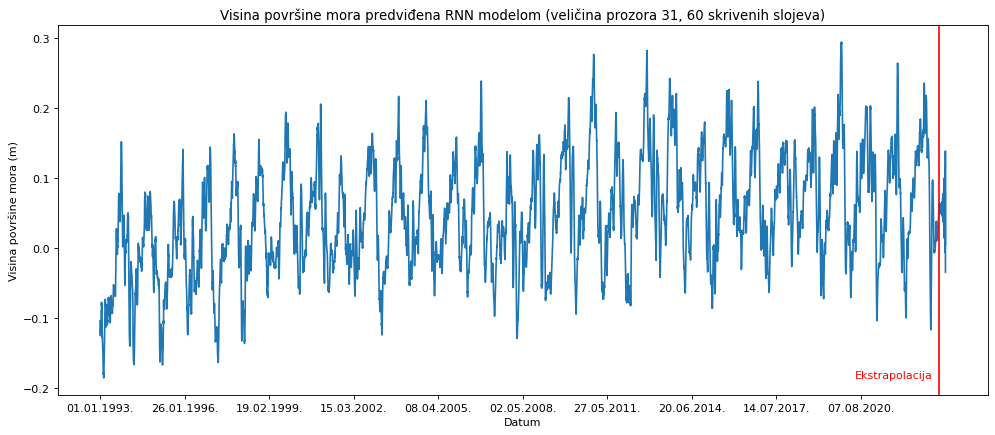 Visina površine mora predviđena RNN modelom (veličina prozora 31, 60 skrivenih slojeva)
Visina površine mora (m)
0.3
0.2
0.1
0.0
−0.1
−0.2
Ekstrapolacija
01.01.1993. 26.01.1996. 19.02.1999. 15.03.2002. 08.04.2005. 02.05.2008. 27.05.2011. 20.06.2014. 14.07.2017. 07.08.2020.
Datum